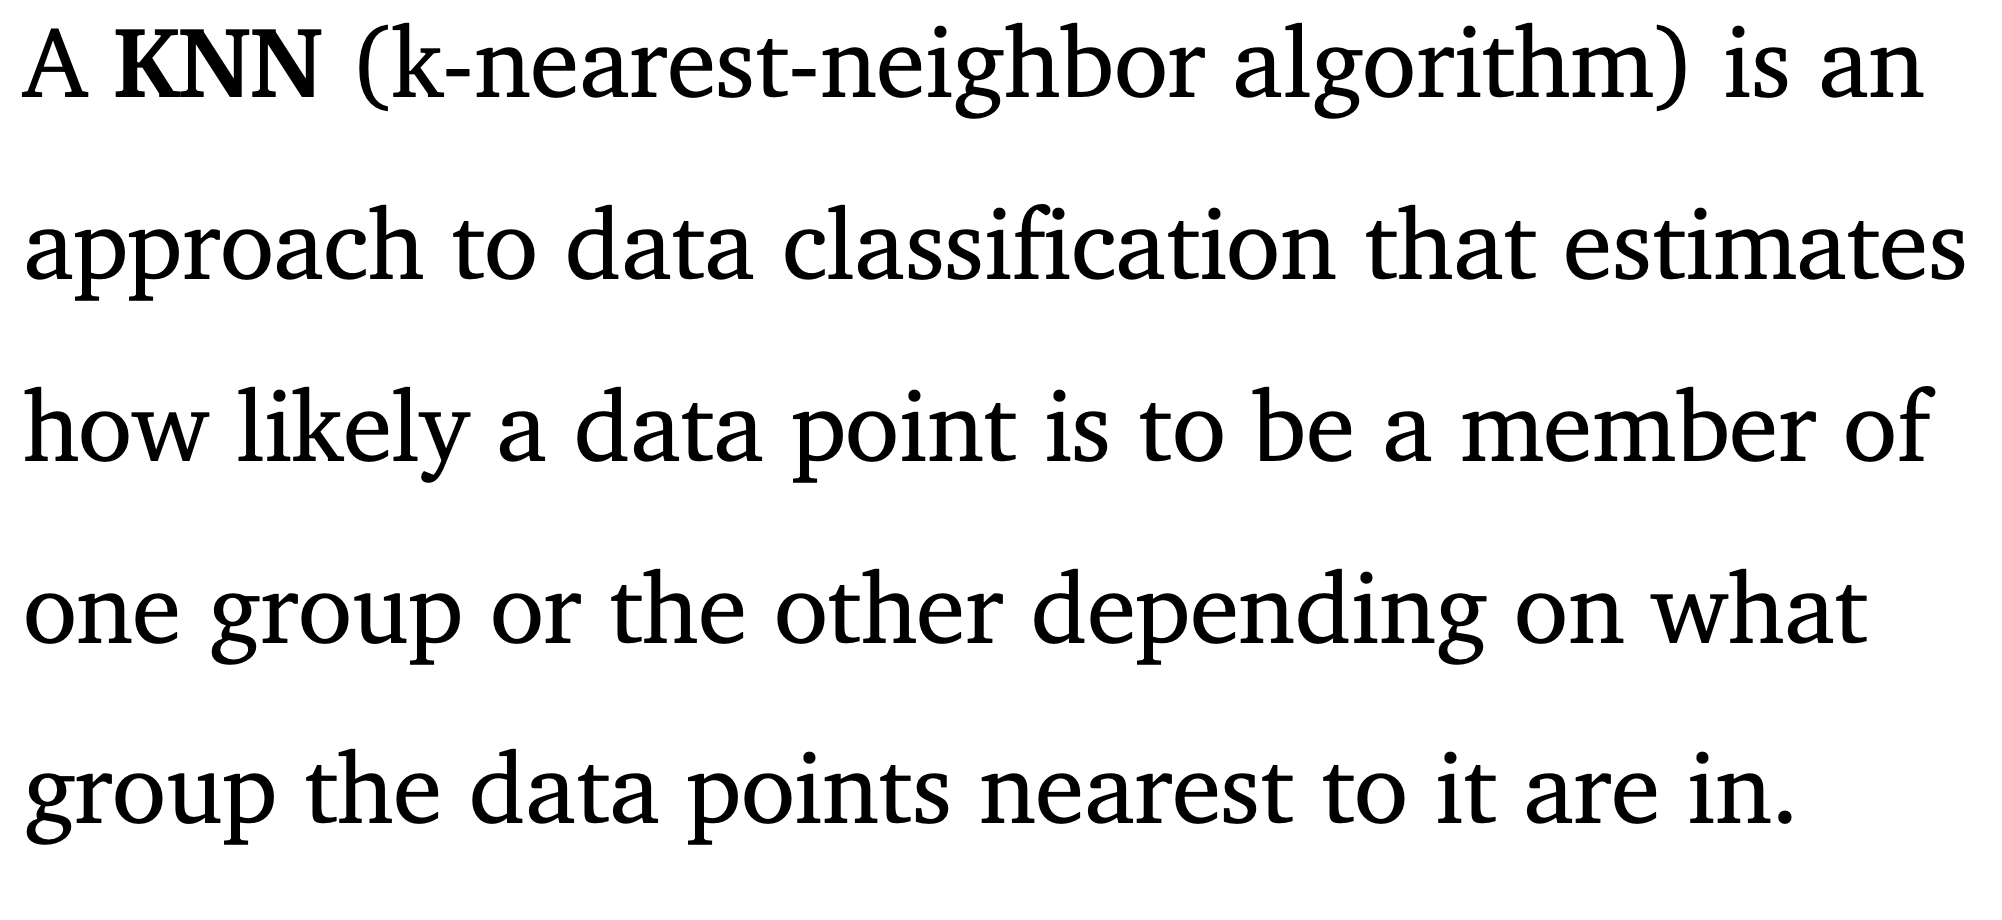 A KNN (k-nearest-neighbor algorithm) is an
approach to data classification that estimates
how likely a data point is to be a member of
one group or the other depending on what
group the data points nearest to it are in.